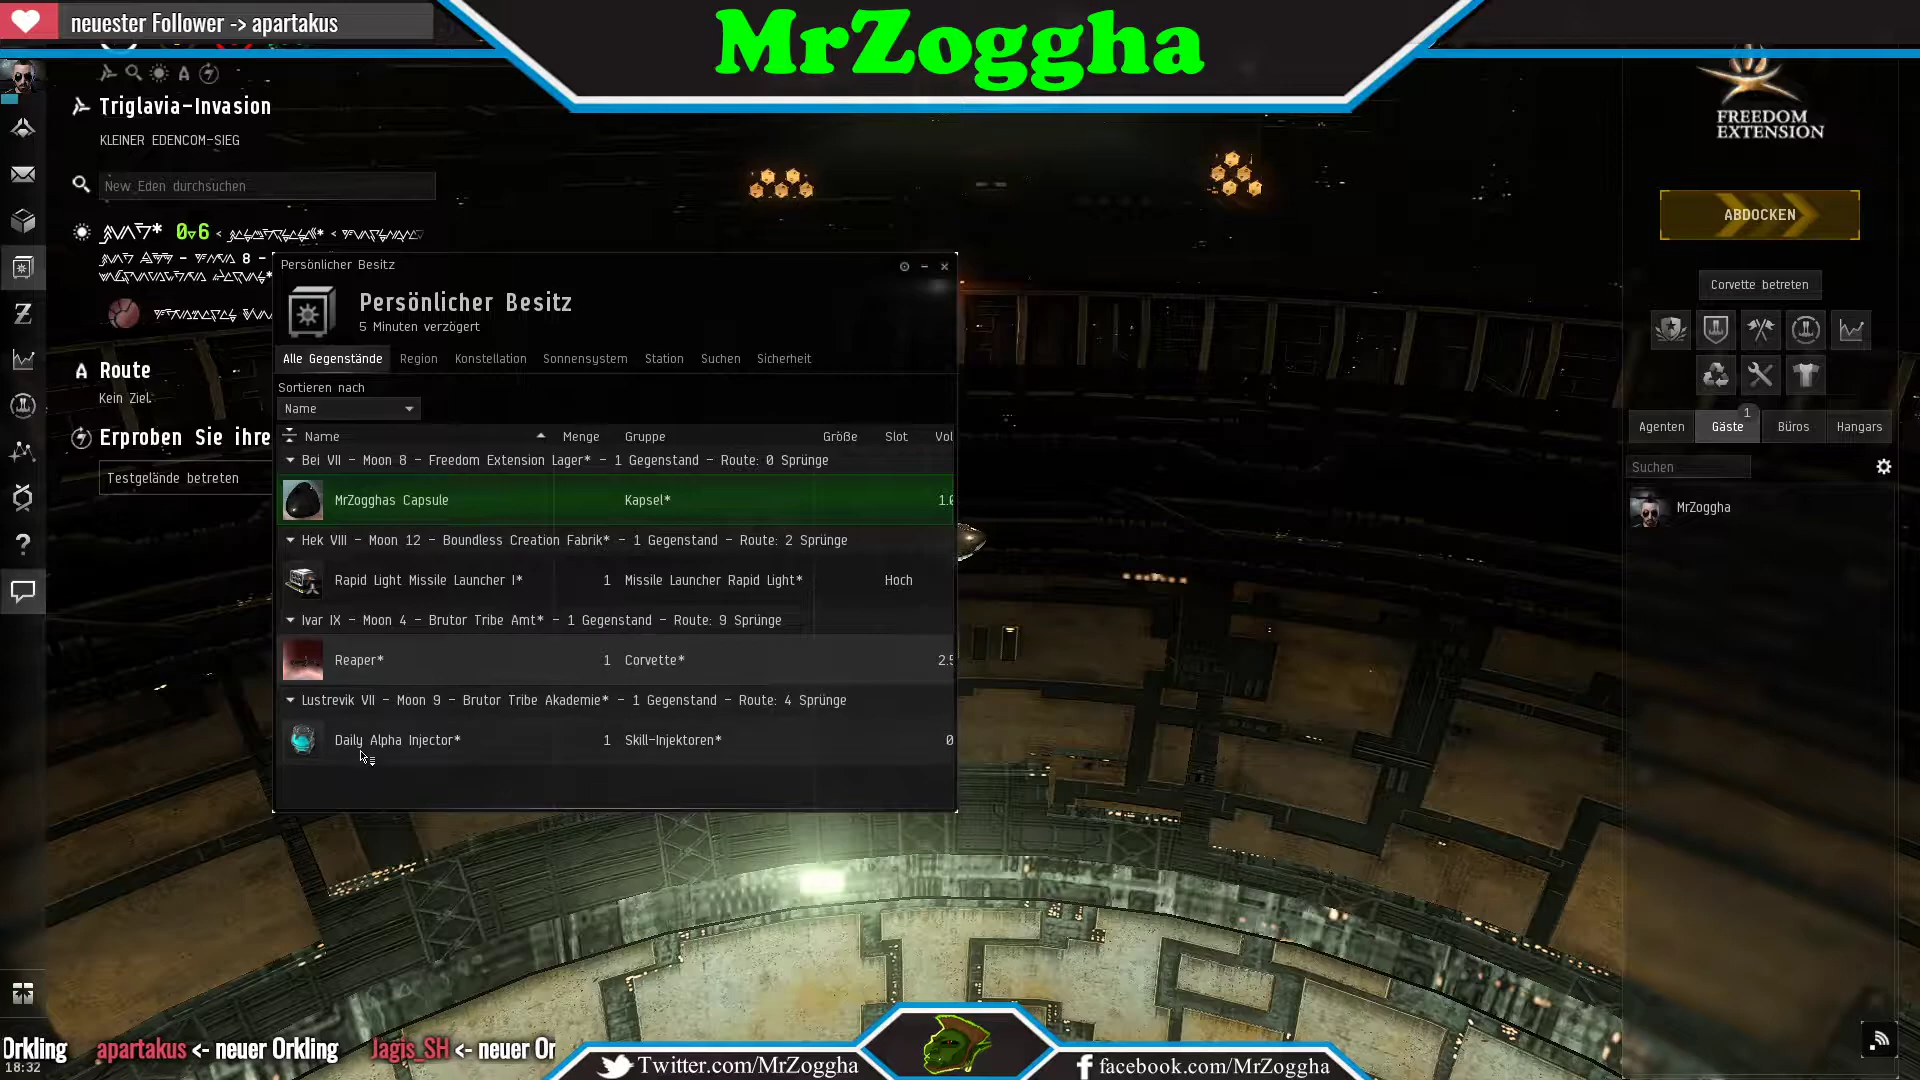 neuester Follower -> apartakus
MrZoggha
Triglavia-Invasion
KLEINER EDENCOM-SIEG
New Eden durchsuchen
Route
Kein Ziel
Erproben Sie ihre
Testgelände betreten
Persönlicher Besitz
Persönlicher Besitz
5 Minuten verzögert
Alle Gegenstände Region Konstellation Sonnensystem Station Suchen Sicherheit
Sortieren nach
Name
Name Menge Gruppe Größe Slot Vol
Bei VII - Moon 8 - Freedom Extension Lager* - 1 Gegenstand - Route: 0 Sprünge
MrZogghas Capsule Kapsel*
Hek VIII - Moon 12 - Boundless Creation Fabrik* - 1 Gegenstand - Route: 2 Sprünge
Rapid Light Missile Launcher I* 1 Missile Launcher Rapid Light* Hoch
Ivar IX - Moon 4 - Brutor Tribe Amt* - 1 Gegenstand - Route: 9 Sprünge
Reaper* 1 Corvette*
Lustrevik VII - Moon 9 - Brutor Tribe Akademie* - 1 Gegenstand - Route: 4 Sprünge
Daily Alpha Injector* 1 Skill-Injektoren* 0
FREEDOM
EXTENSION
ABDOCKEN
Corvette betreten
1
Agenten Gäste Büros Hangars
Suchen
MrZoggha
Orkling apartakus <- neuer Orkling Jagis_SH <- neuer Or
18:32
Twitter.com/MrZoggha
facebook.com/MrZoggha